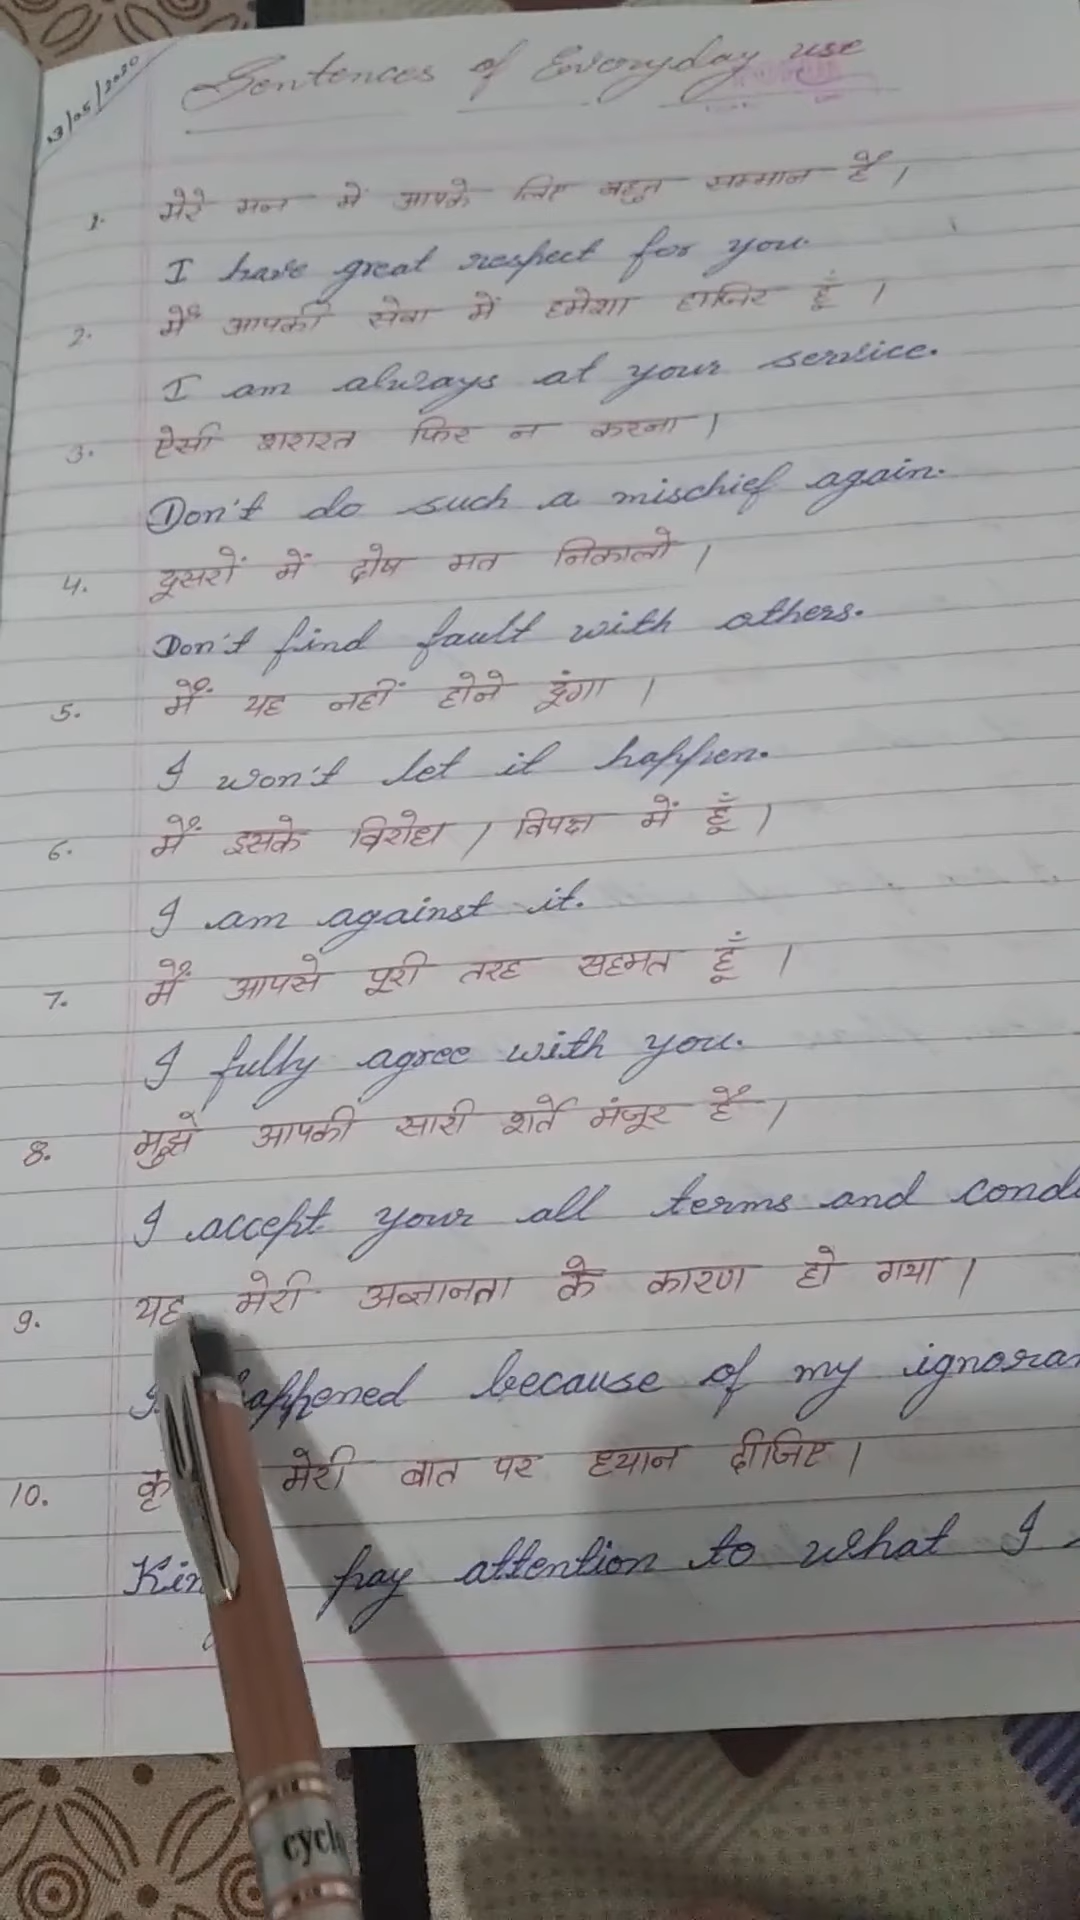 13/05/2020
Sentences of Everyday use
1. मेरे मन में आपके लिए बहुत सम्मान है।
I have great respect for you.
2. मैं आपकी सेवा में हमेशा हाजिर हूँ।
I am always at your service.
3. ऐसी शरारत फिर न करना।
Don't do such a mischief again.
4. दूसरों में दोष मत निकालो।
Don't find fault with others.
5. मैं यह नहीं होने दूंगा।
I won't let it happen.
6. मैं इसके विरोध / विपक्ष में हूँ।
I am against it.
7. मैं आपसे पूरी तरह सहमत हूँ।
I fully agree with you.
8. मुझे आपकी सारी शर्ते मंजूर है।
I accept your all terms and cond
9. यह मेरी अज्ञानता के कारण हो गया।
I happened because of my ignora
10. कृ मेरी बात पर ध्यान दीजिए।
Kin pay attention to what I
cycl